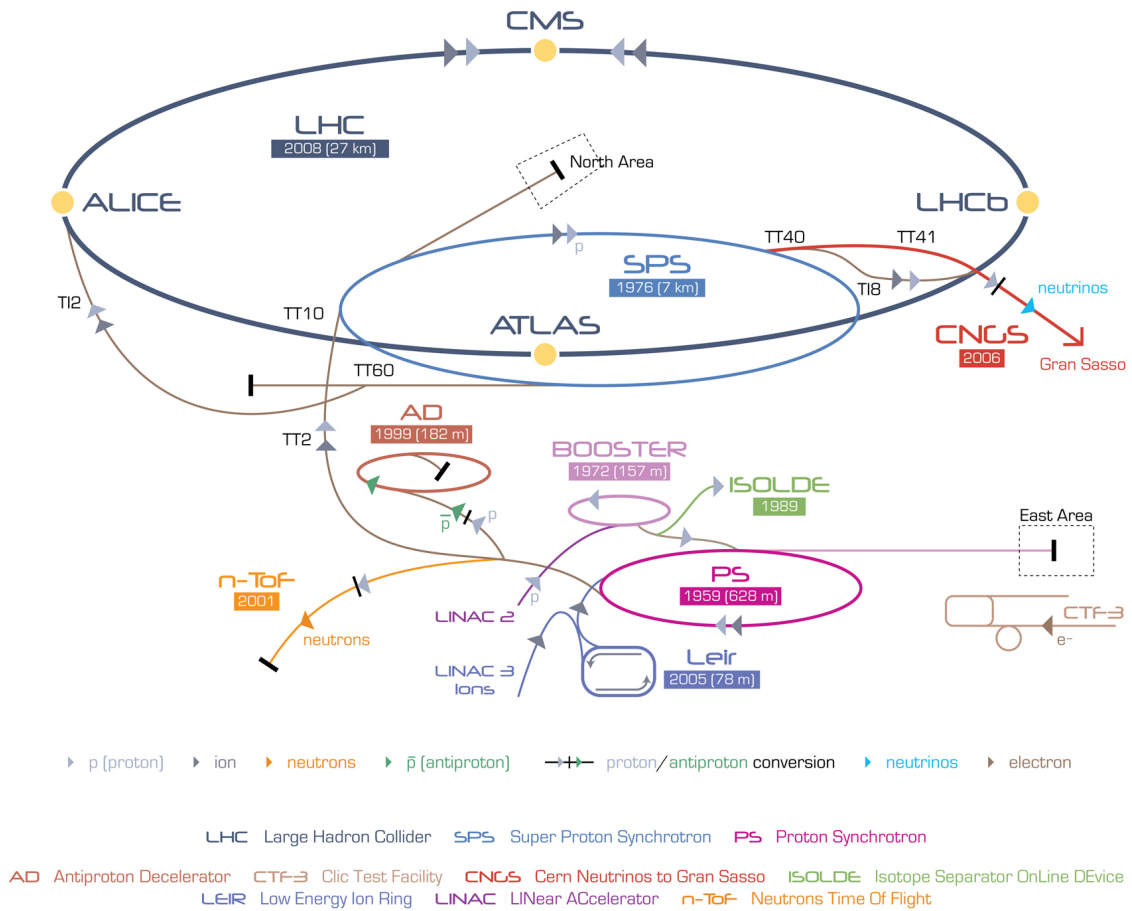 CMS
LHC
2008 (27 km)
North Area
ALICE
LHCb
TT40
TT41
SPS
1976 (7 km)
p
TI2
TI8
neutrinos
TT10
ATLAS
CNGS
2006
Gran Sasso
TT60
AD
1999 (182 m)
TT2
BOOSTER
1972 (157 m)
ISOLDE
1989
p̅
p
East Area
n-ToF
2001
PS
1959 (628 m)
p
LINAC 2
CTF-3
e-
neutrons
LINAC 3
Ions
Leir
2005 (78 m)
p (proton) ion neutrons p̅ (antiproton) proton/antiproton conversion neutrinos electron
LHC Large Hadron Collider SPS Super Proton Synchrotron PS Proton Synchrotron
AD Antiproton Decelerator CTF-3 Clic Test Facility CNGS Cern Neutrinos to Gran Sasso ISOLDE Isotope Separator OnLine DEvice
LEIR Low Energy Ion Ring LINAC LINear ACcelerator n-ToF Neutrons Time Of Flight